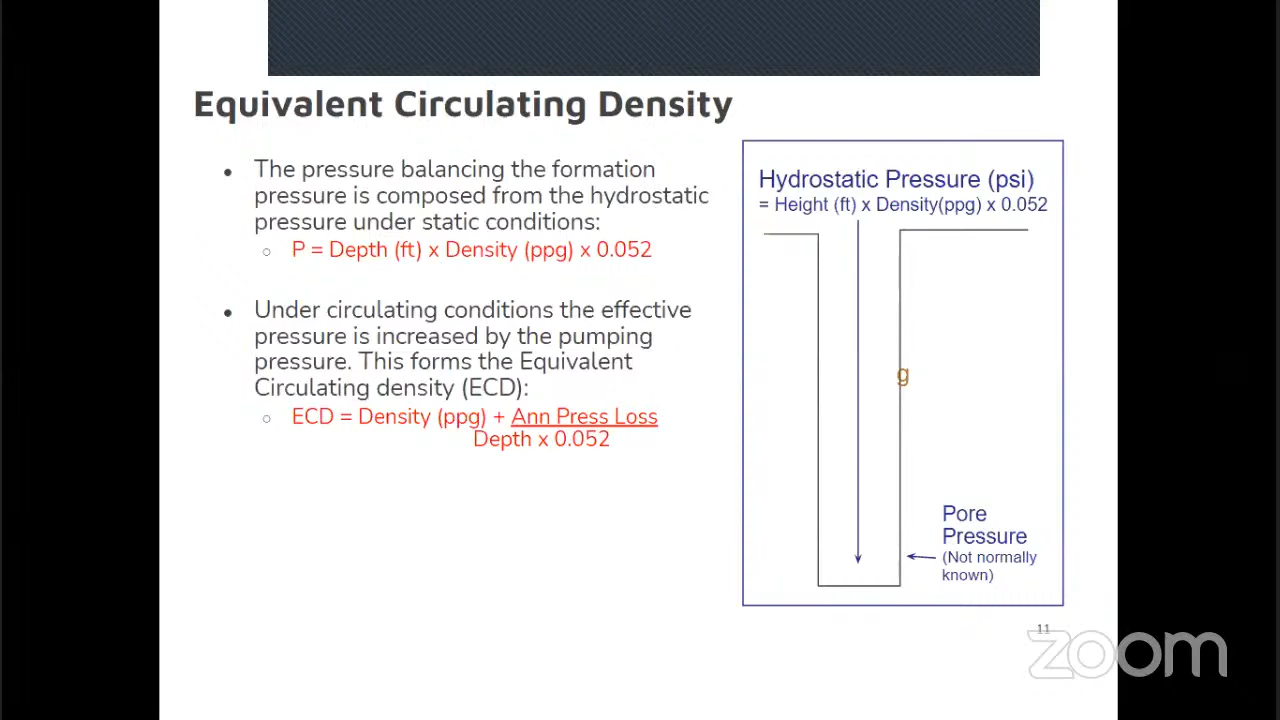 Equivalent Circulating Density
• The pressure balancing the formation
pressure is composed from the hydrostatic
pressure under static conditions:
○ P = Depth (ft) x Density (ppg) x 0.052
• Under circulating conditions the effective
pressure is increased by the pumping
pressure. This forms the Equivalent
Circulating density (ECD):
○ ECD = Density (ppg) + Ann Press Loss
Depth x 0.052
Hydrostatic Pressure (psi)
= Height (ft) x Density(ppg) x 0.052
g
Pore
Pressure
(Not normally
known)
11
zoom